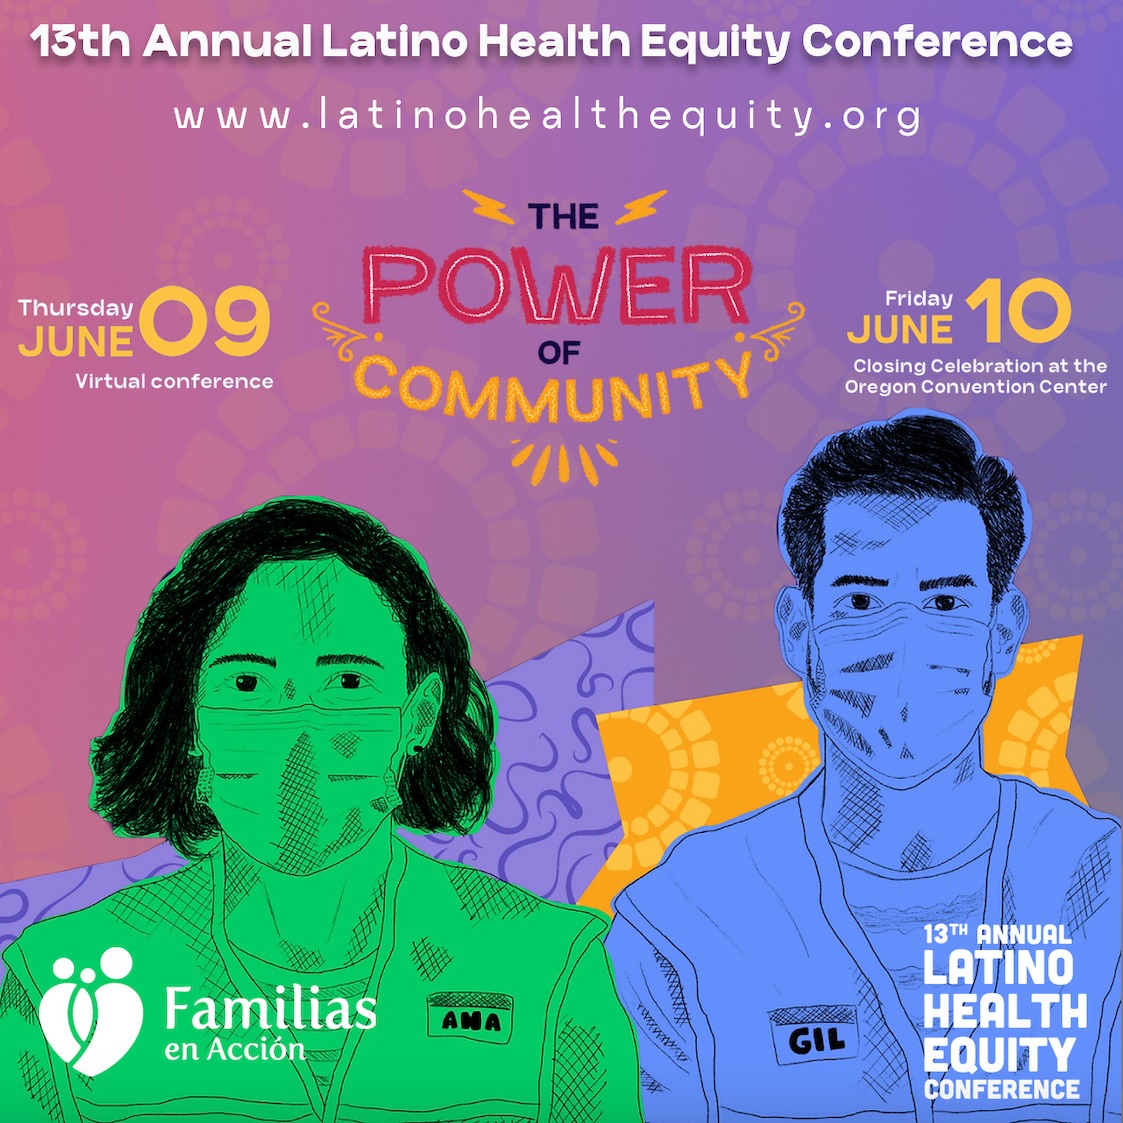 13th Annual Latino Health Equity Conference
www.latinohealthequity.org
THE
POWER
OF
COMMUNITY
Thursday
JUNE 09
Virtual conference
Friday
JUNE 10
Closing Celebration at the
Oregon Convention Center
ANA
GIL
Familias
en Acción
13TH ANNUAL
LATINO
HEALTH
EQUITY
CONFERENCE